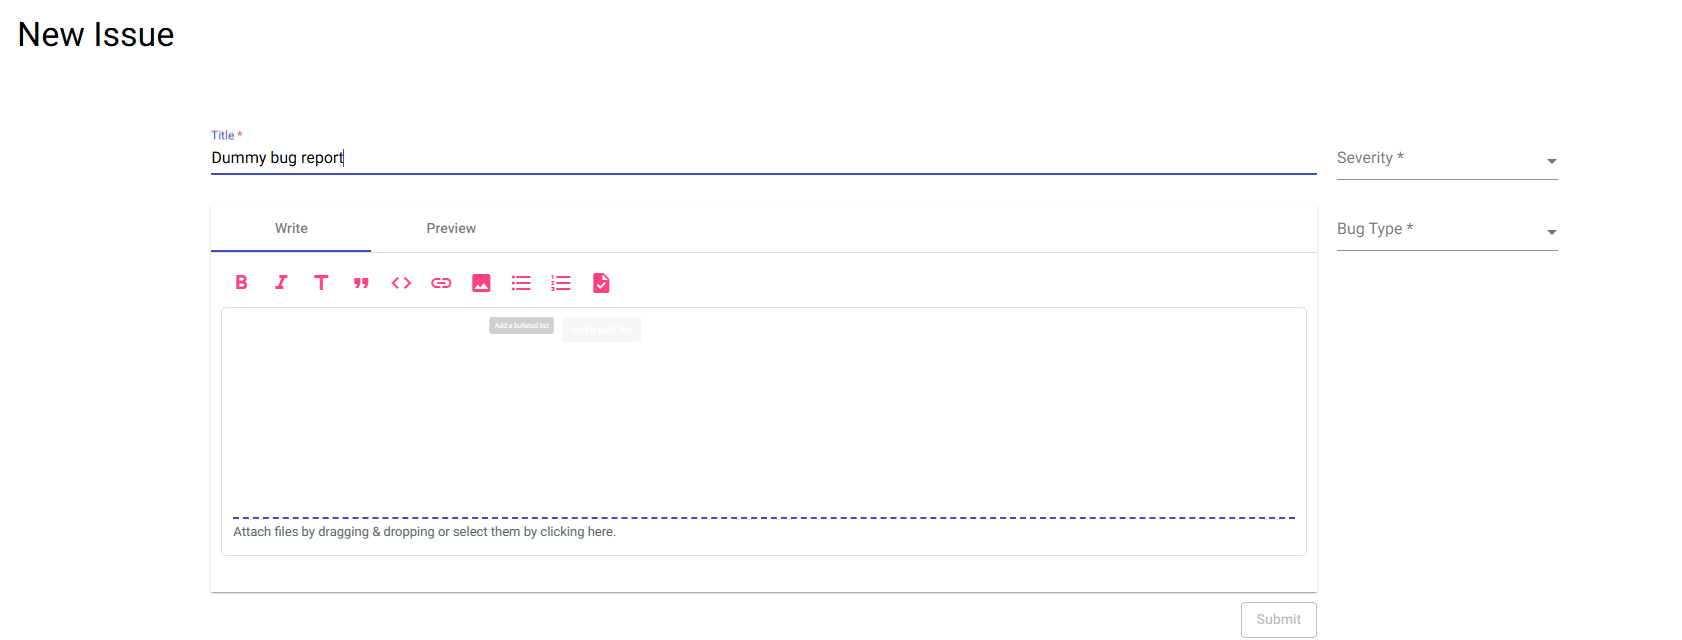 New Issue
Title *
Dummy bug report
Severity *
Write Preview
Bug Type *
Add a bulleted list Add a task list
Attach files by dragging & dropping or select them by clicking here.
Submit